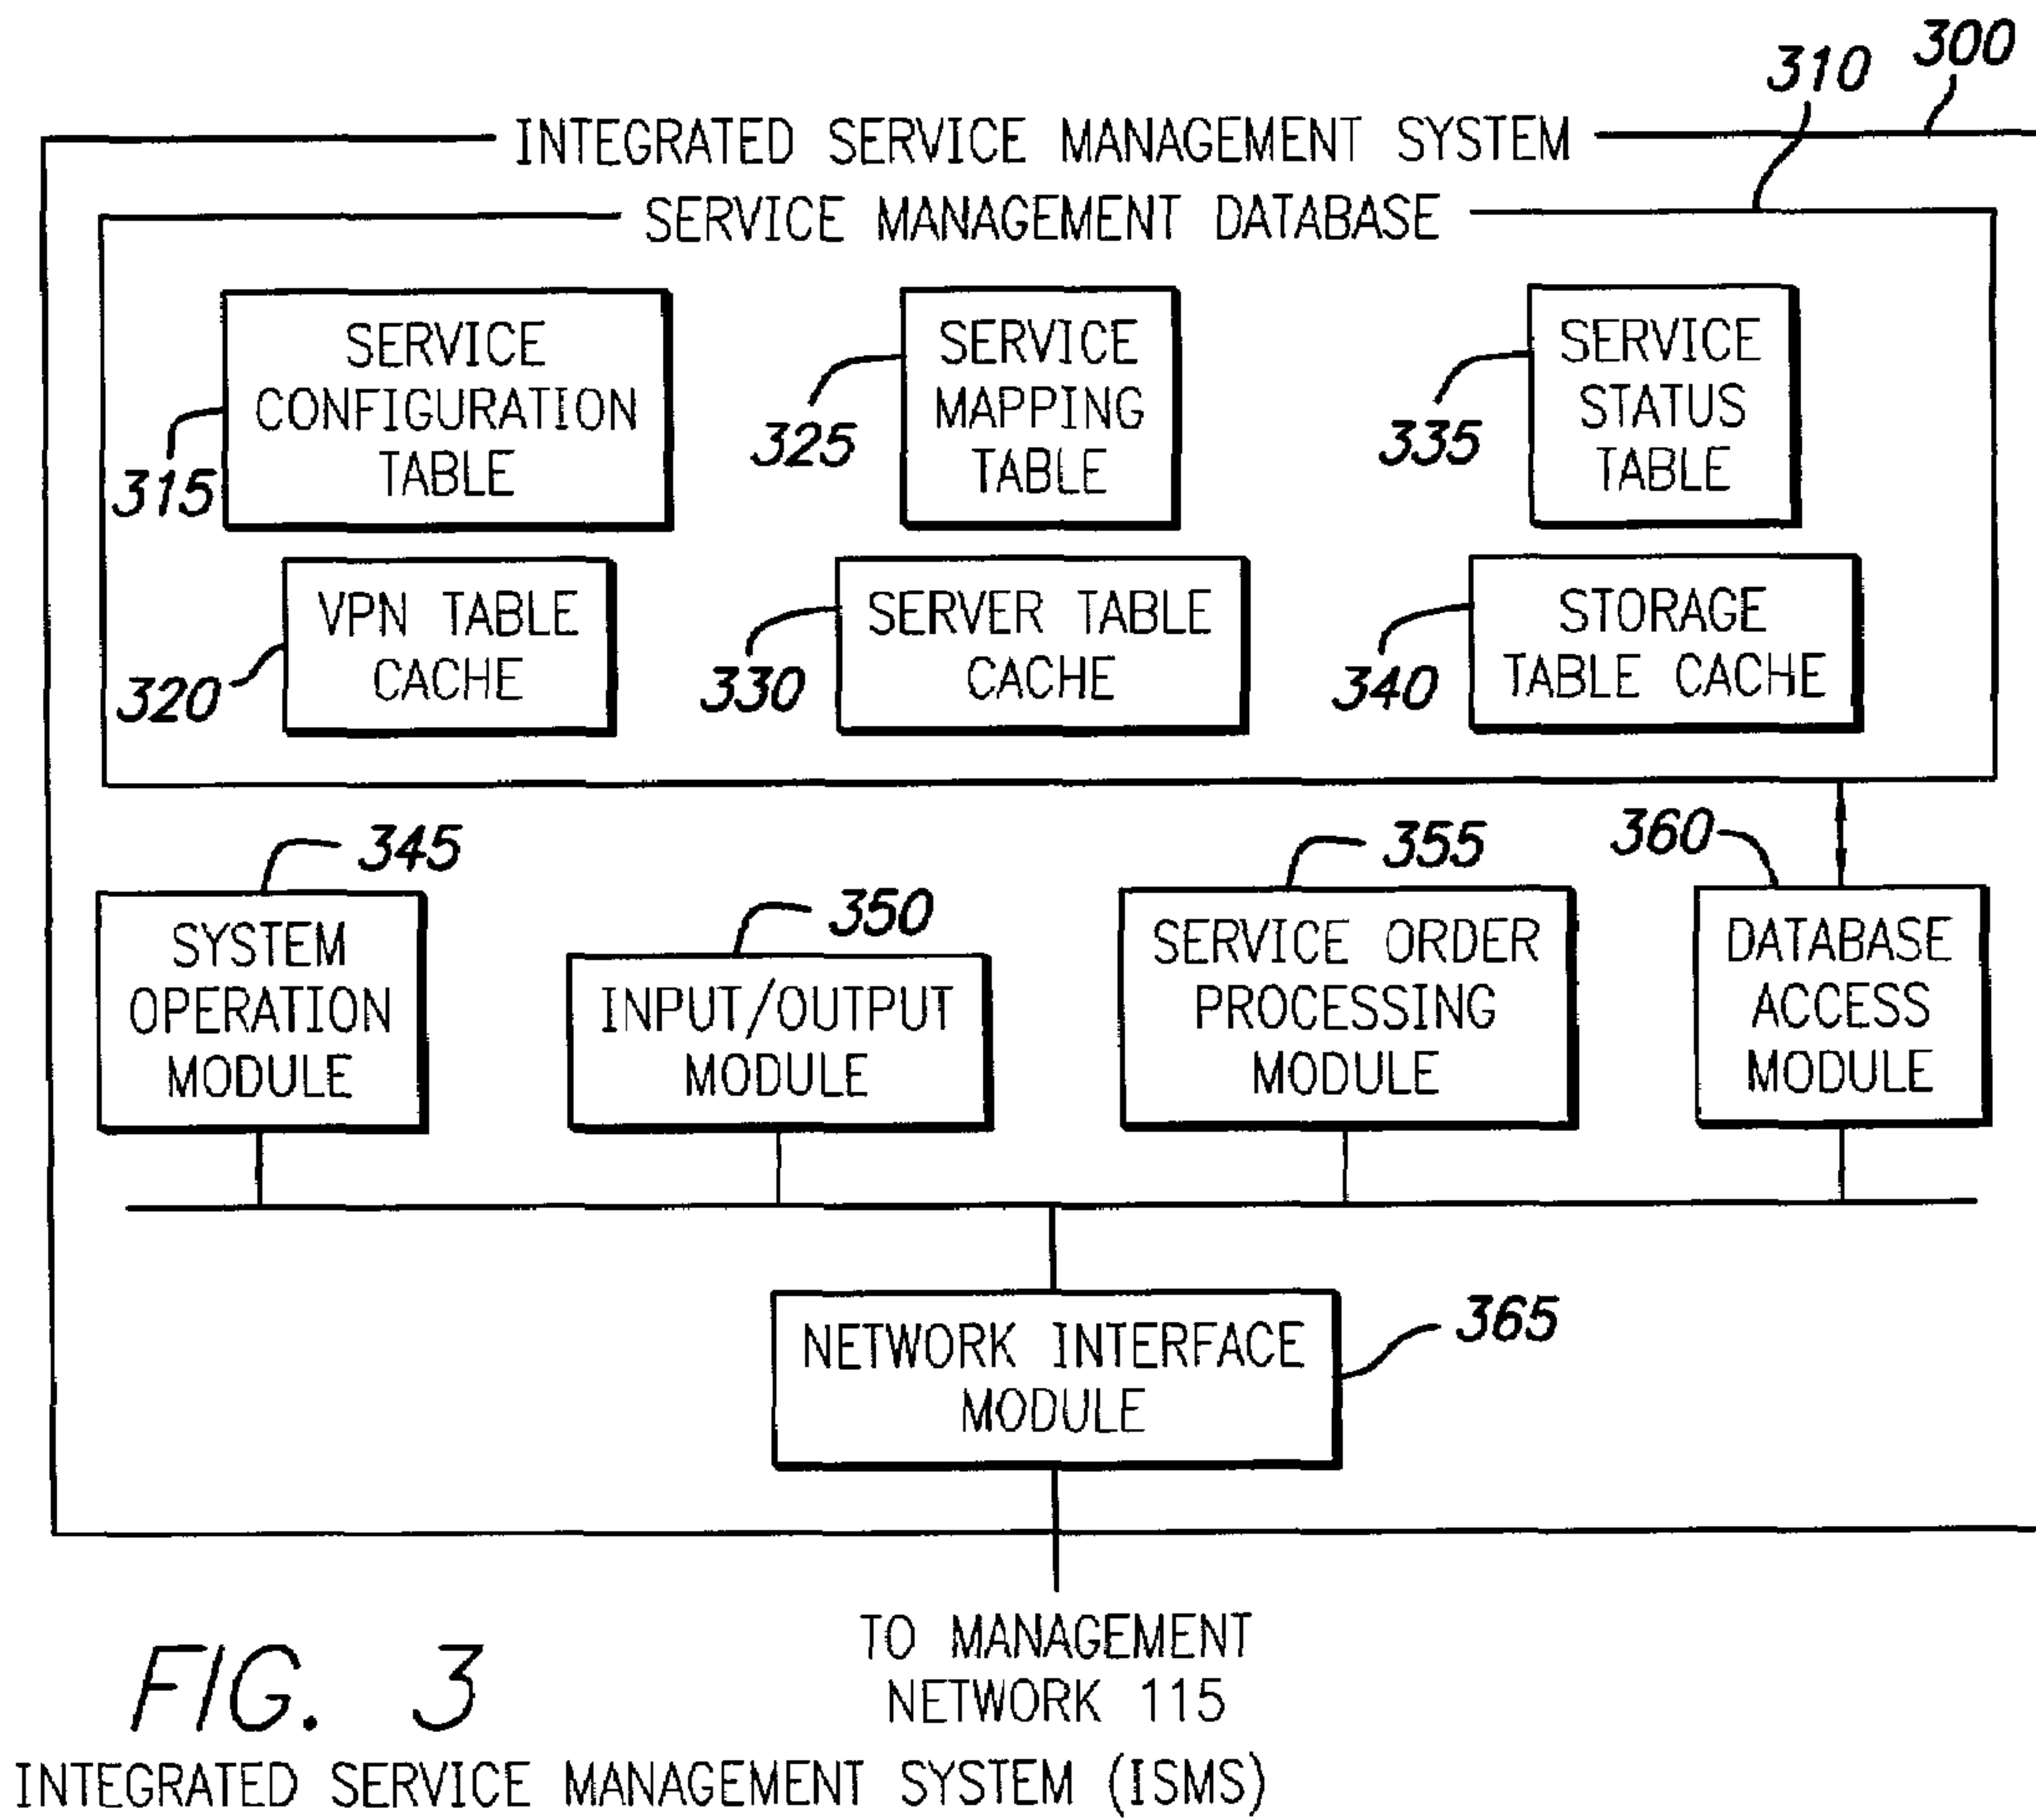 300
310
INTEGRATED SERVICE MANAGEMENT SYSTEM
SERVICE MANAGEMENT DATABASE
SERVICE
CONFIGURATION
TABLE
315
SERVICE
MAPPING
TABLE
325
SERVICE
STATUS
TABLE
335
VPN TABLE
CACHE
320
SERVER TABLE
CACHE
330
STORAGE
TABLE CACHE
340
345
SYSTEM
OPERATION
MODULE
350
INPUT/OUTPUT
MODULE
355
SERVICE ORDER
PROCESSING
MODULE
360
DATABASE
ACCESS
MODULE
NETWORK INTERFACE
MODULE
365
TO MANAGEMENT
NETWORK 115
FIG. 3
INTEGRATED SERVICE MANAGEMENT SYSTEM (ISMS)